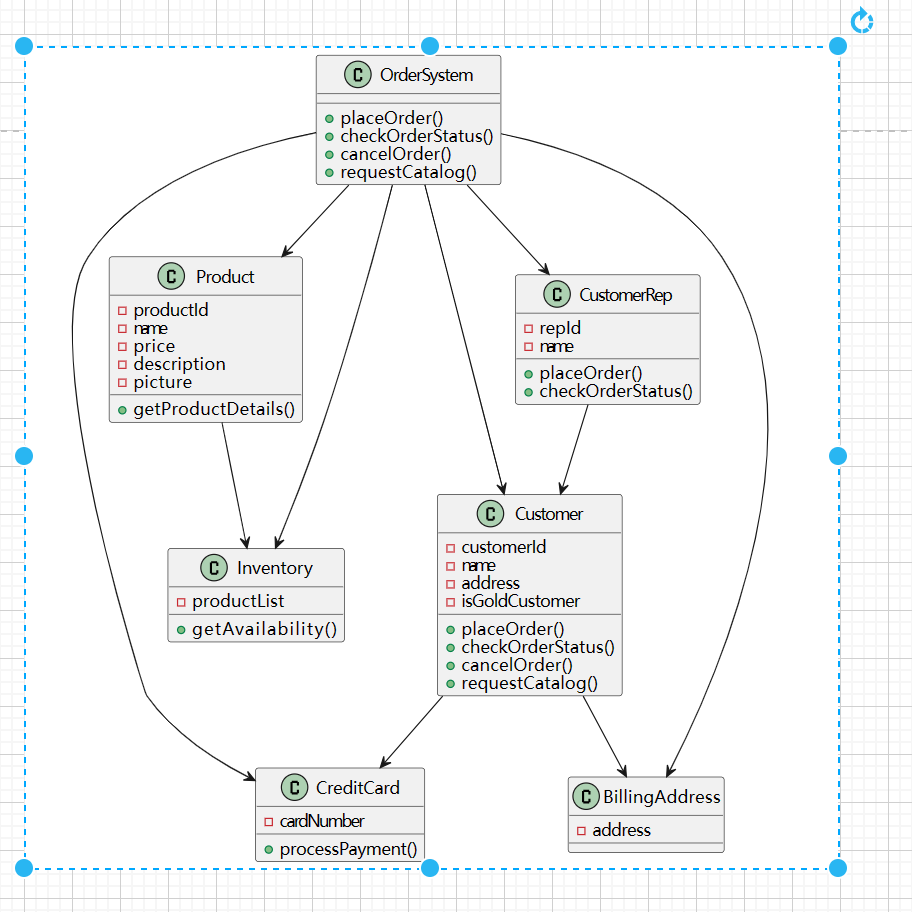 C OrderSystem
placeOrder()
checkOrderStatus()
cancelOrder()
requestCatalog()
C Product
productId
name
price
description
picture
getProductDetails()
C CustomerRep
repId
name
placeOrder()
checkOrderStatus()
C Customer
customerId
name
address
isGoldCustomer
placeOrder()
checkOrderStatus()
cancelOrder()
requestCatalog()
C Inventory
productList
getAvailability()
C CreditCard
cardNumber
processPayment()
C BillingAddress
address